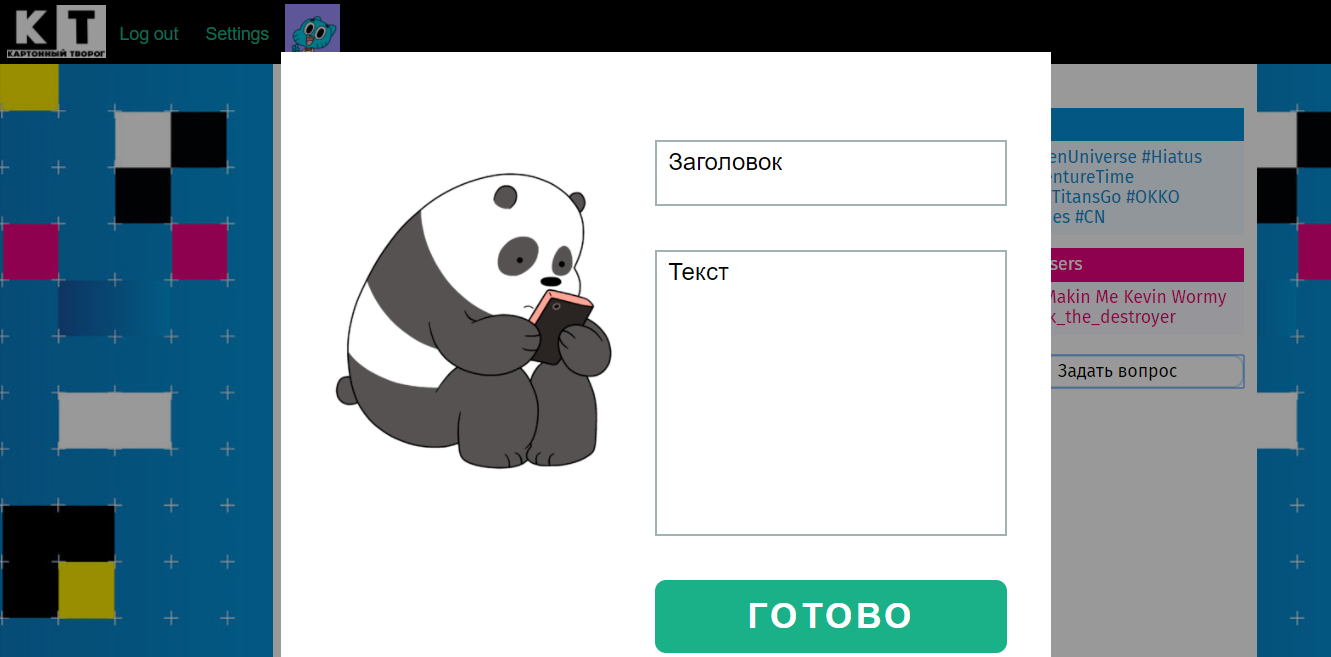 КТ
КАРТОННЫЙ ТВОРОГ
Log out Settings
Заголовок
Текст
ГОТОВО
enUniverse #Hiatus
entureTime
TitansGo #OKKO
es #CN
sers
Makin Me Kevin Wormy
k_the_destroyer
Задать вопрос